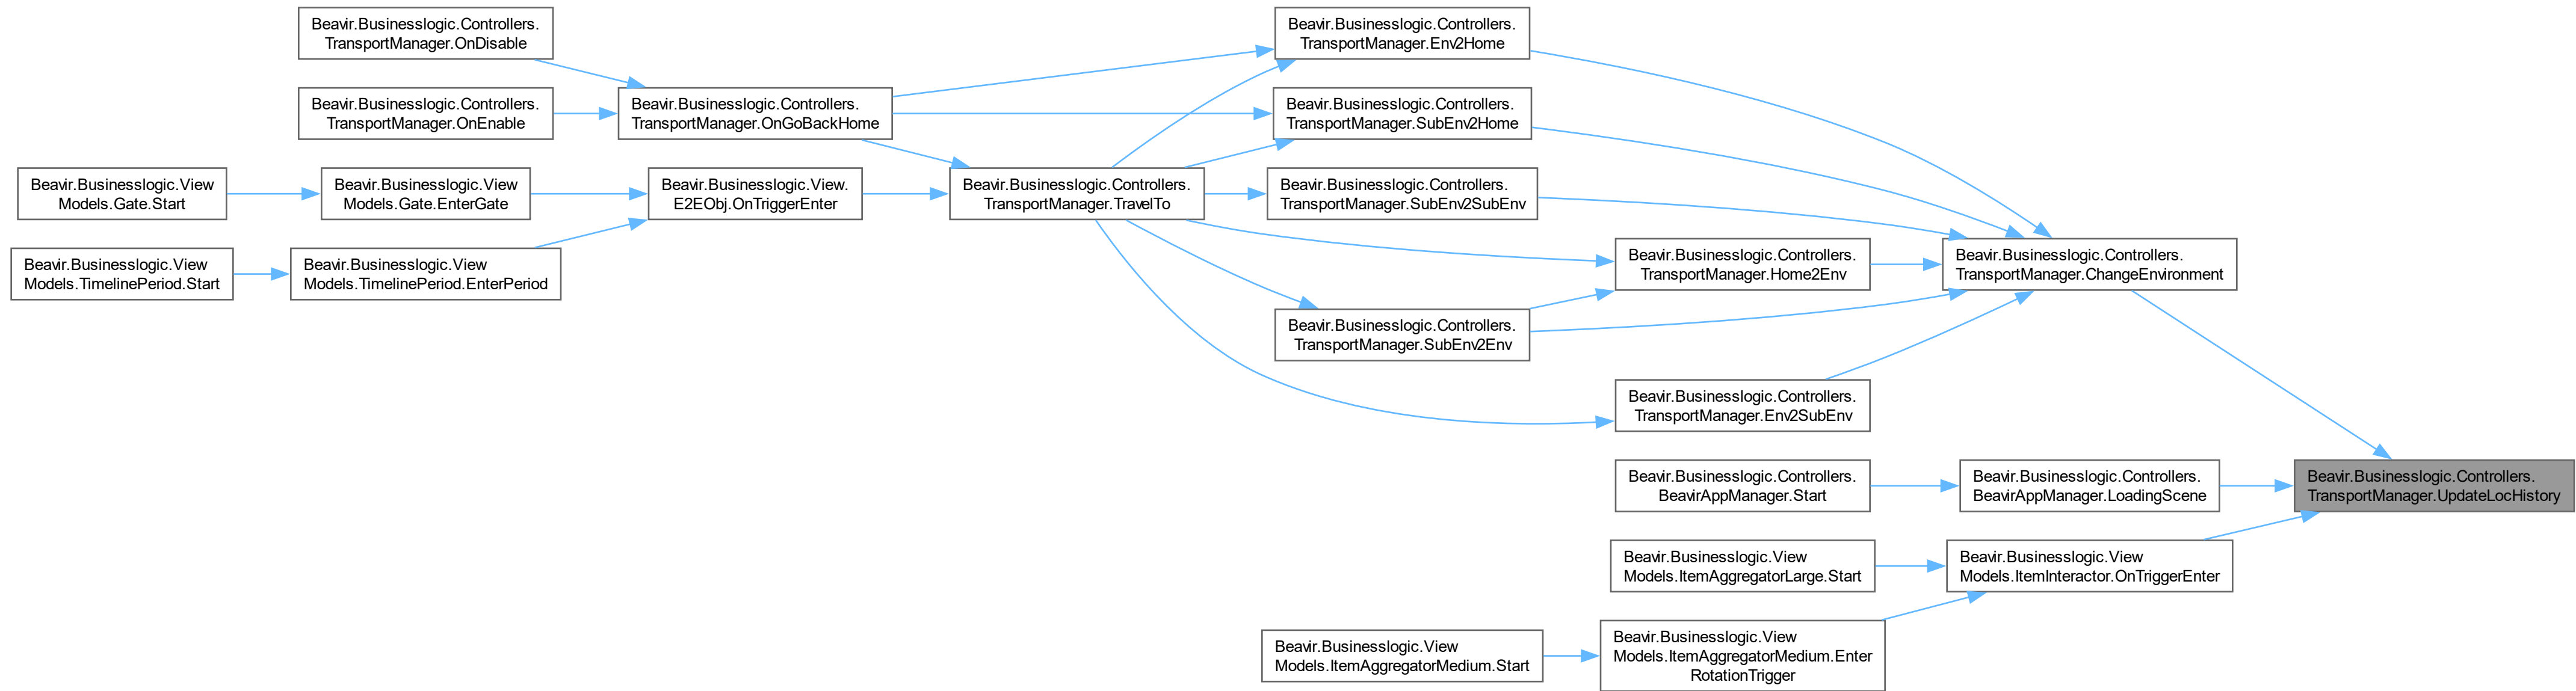 Beavir.Businesslogic.Controllers.
TransportManager.OnDisable
Beavir.Businesslogic.Controllers.
TransportManager.Env2Home
Beavir.Businesslogic.Controllers.
TransportManager.OnEnable
Beavir.Businesslogic.Controllers.
TransportManager.OnGoBackHome
Beavir.Businesslogic.Controllers.
TransportManager.SubEnv2Home
Beavir.Businesslogic.View
Models.Gate.Start
Beavir.Businesslogic.View
Models.Gate.EnterGate
Beavir.Businesslogic.View.
E2EObj.OnTriggerEnter
Beavir.Businesslogic.Controllers.
TransportManager.TravelTo
Beavir.Businesslogic.Controllers.
TransportManager.SubEnv2SubEnv
Beavir.Businesslogic.View
Models.TimelinePeriod.Start
Beavir.Businesslogic.View
Models.TimelinePeriod.EnterPeriod
Beavir.Businesslogic.Controllers.
TransportManager.Home2Env
Beavir.Businesslogic.Controllers.
TransportManager.ChangeEnvironment
Beavir.Businesslogic.Controllers.
TransportManager.SubEnv2Env
Beavir.Businesslogic.Controllers.
TransportManager.Env2SubEnv
Beavir.Businesslogic.Controllers.
BeavirAppManager.Start
Beavir.Businesslogic.Controllers.
BeavirAppManager.LoadingScene
Beavir.Businesslogic.Controllers.
TransportManager.UpdateLocHistory
Beavir.Businesslogic.View
Models.ItemAggregatorLarge.Start
Beavir.Businesslogic.View
Models.ItemInteractor.OnTriggerEnter
Beavir.Businesslogic.View
Models.ItemAggregatorMedium.Start
Beavir.Businesslogic.View
Models.ItemAggregatorMedium.Enter
RotationTrigger